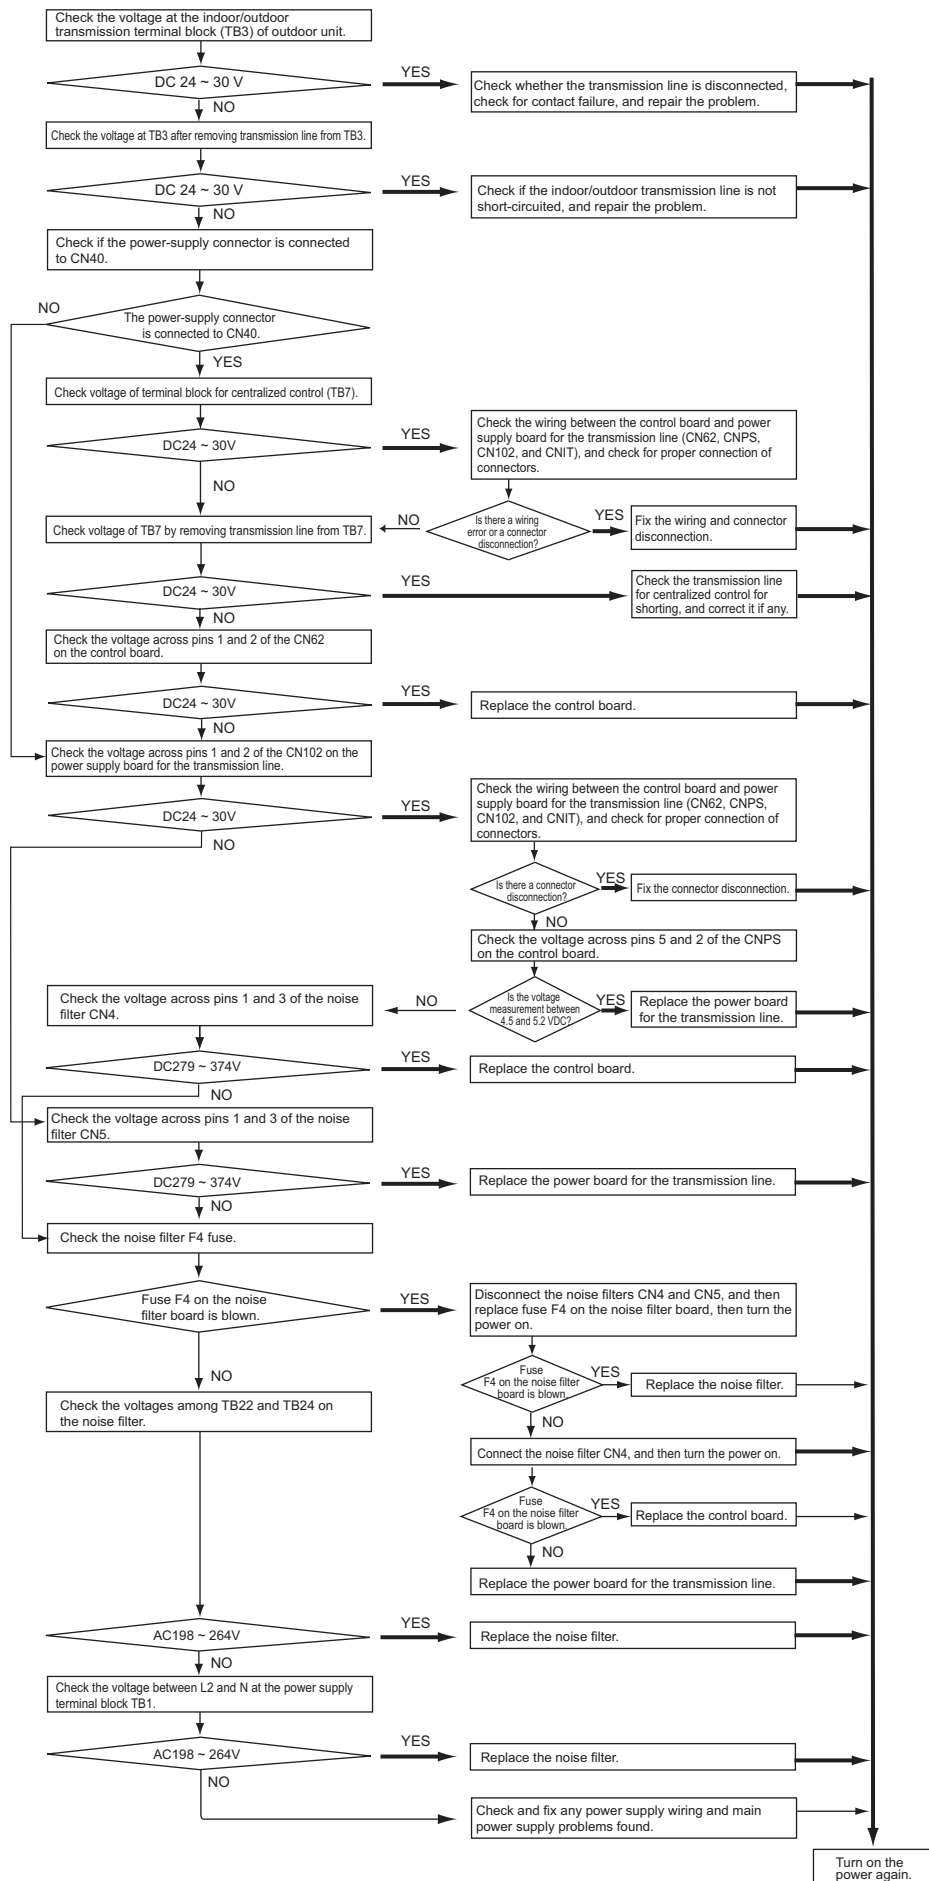 Check the voltage at the indoor/outdoor
transmission terminal block (TB3) of outdoor unit.
DC 24 ~ 30 V
YES
Check whether the transmission line is disconnected,
check for contact failure, and repair the problem.
NO
Check the voltage at TB3 after removing transmission line from TB3.
DC 24 ~ 30 V
YES
Check if the indoor/outdoor transmission line is not
short-circuited, and repair the problem.
NO
Check if the power-supply connector is connected
to CN40.
NO
The power-supply connector
is connected to CN40.
YES
Check voltage of terminal block for centralized control (TB7).
DC24 ~ 30V
YES
Check the wiring between the control board and power
supply board for the transmission line (CN62, CNPS,
CN102, and CNIT), and check for proper connection of
connectors.
NO
Check voltage of TB7 by removing transmission line from TB7.
NO
Is there a wiring
error or a connector
disconnection?
YES
Fix the wiring and connector
disconnection.
DC24 ~ 30V
YES
Check the transmission line
for centralized control for
shorting, and correct it if any.
NO
Check the voltage across pins 1 and 2 of the CN62
on the control board.
DC24 ~ 30V
YES
Replace the control board.
NO
Check the voltage across pins 1 and 2 of the CN102 on the
power supply board for the transmission line.
DC24 ~ 30V
YES
Check the wiring between the control board and power
supply board for the transmission line (CN62, CNPS,
CN102, and CNIT), and check for proper connection of
connectors.
NO
Is there a connector
disconnection?
YES
Fix the connector disconnection.
NO
Check the voltage across pins 5 and 2 of the CNPS
on the control board.
Check the voltage across pins 1 and 3 of the noise
filter CN4.
NO
Is the voltage
measurement between
4.5 and 5.2 VDC?
YES
Replace the power board
for the transmission line.
DC279 ~ 374V
YES
Replace the control board.
NO
Check the voltage across pins 1 and 3 of the noise
filter CN5.
DC279 ~ 374V
YES
Replace the power board for the transmission line.
NO
Check the noise filter F4 fuse.
Fuse F4 on the noise
filter board is blown.
YES
Disconnect the noise filters CN4 and CN5, and then
replace fuse F4 on the noise filter board, then turn the
power on.
NO
Fuse
F4 on the noise filter
board is blown.
YES
Replace the noise filter.
Check the voltages among TB22 and TB24 on
the noise filter.
NO
Connect the noise filter CN4, and then turn the power on.
Fuse
F4 on the noise filter
board is blown.
YES
Replace the control board.
NO
Replace the power board for the transmission line.
AC198 ~ 264V
YES
Replace the noise filter.
NO
Check the voltage between L2 and N at the power supply
terminal block TB1.
AC198 ~ 264V
YES
Replace the noise filter.
NO
Check and fix any power supply wiring and main
power supply problems found.
Turn on the
power again.